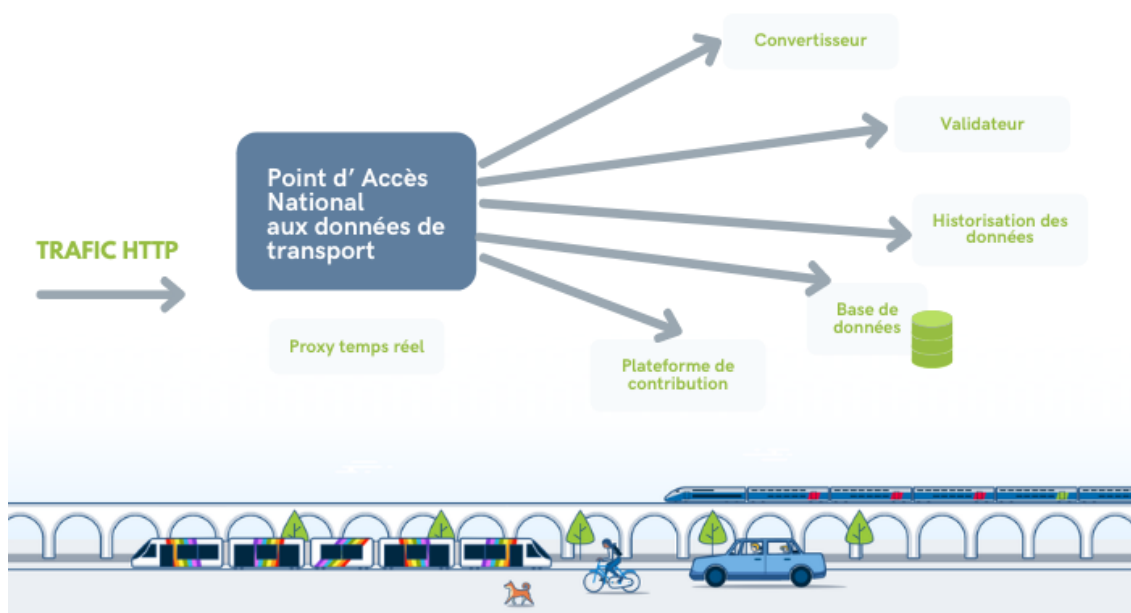 TRAFIC HTTP
Point d’ Accès
National
aux données de
transport
Proxy temps réel
Convertisseur
Validateur
Historisation des
données
Base de
données
Plateforme de
contribution